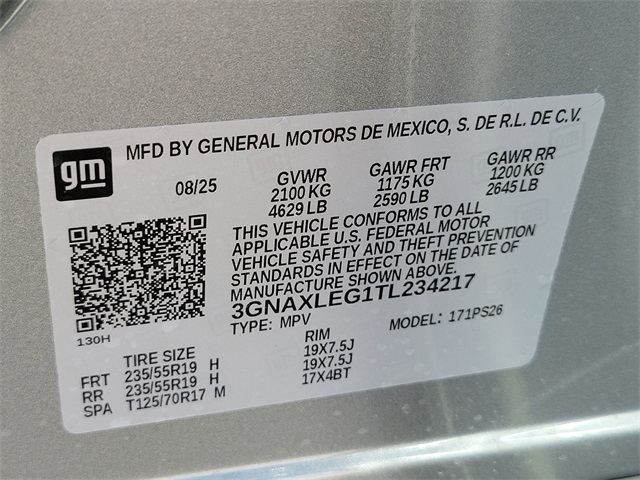 gm
MFD BY GENERAL MOTORS DE MEXICO, S. DE R.L. DE C.V.
08/25 GVWR GAWR FRT GAWR RR
2100 KG 1175 KG 1200 KG
4629 LB 2590 LB 2645 LB
THIS VEHICLE CONFORMS TO ALL
APPLICABLE U.S. FEDERAL MOTOR
VEHICLE SAFETY AND THEFT PREVENTION
STANDARDS IN EFFECT ON THE DATE OF
MANUFACTURE SHOWN ABOVE.
3GNAXLEG1TL234217
TYPE: MPV MODEL: 171PS26
130H
TIRE SIZE RIM
FRT 235/55R19 H 19X7.5J
RR 235/55R19 H 19X7.5J
SPA T125/70R17 M 17X4BT